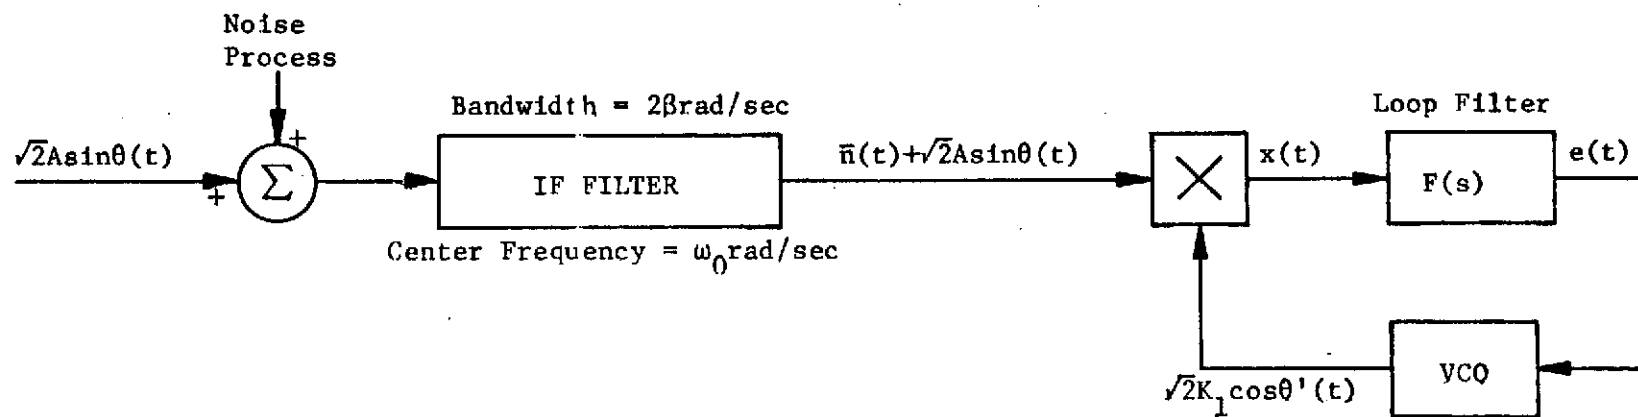 Noise
Process
Bandwidth = 2βrad/sec
Loop Filter
√2Asinθ(t)
+
+
Σ
IF FILTER
n̄(t)+√2Asinθ(t)
x(t)
F(s)
e(t)
Center Frequency = ω₀rad/sec
√2K₁cosθ'(t)
VCO